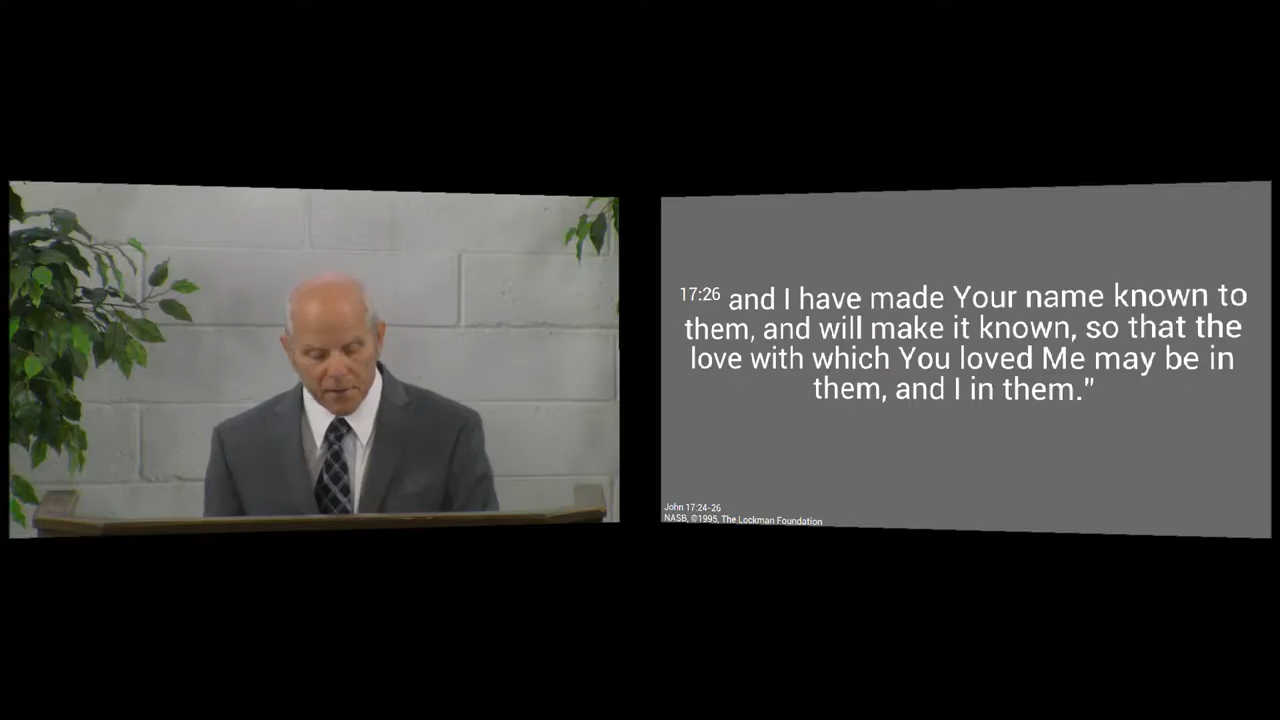 17:26 and I have made Your name known to
them, and will make it known, so that the
love with which You loved Me may be in
them, and I in them."
John 17:24-26
NASB, ©1995, The Lockman Foundation